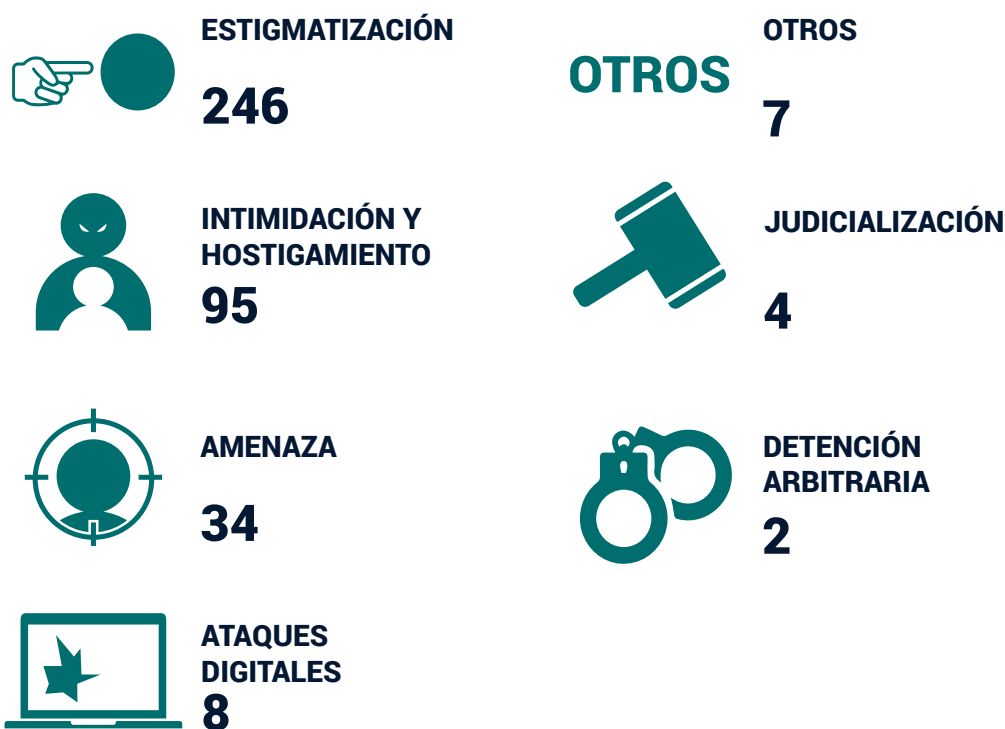 ESTIGMATIZACIÓN
246
INTIMIDACIÓN Y
HOSTIGAMIENTO
95
AMENAZA
34
ATAQUES
DIGITALES
8
OTROS
OTROS
7
JUDICIALIZACIÓN
4
DETENCIÓN
ARBITRARIA
2